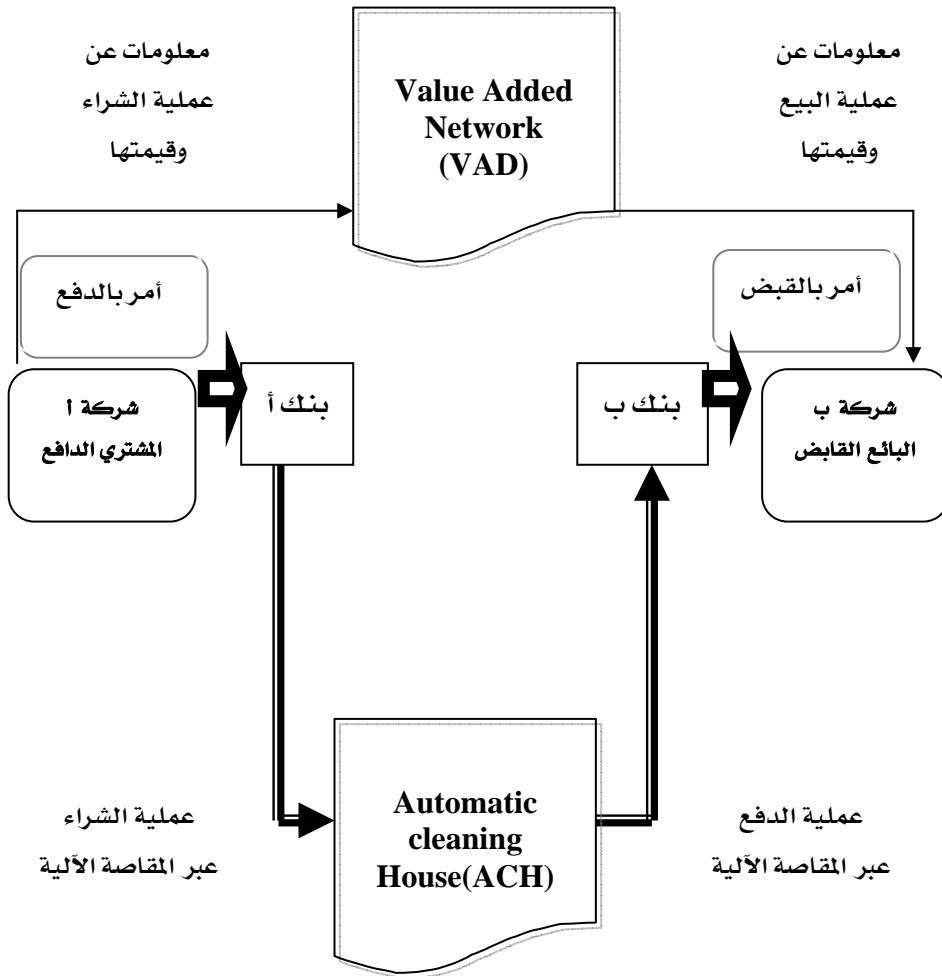 معلومات عن
عملية الشراء
وقيمتها
Value Added
Network
(VAD)
معلومات عن
عملية البيع
وقيمتها
أمر بالدفع
أمر بالقبض
شركة أ
المشتري الدافع
بنك أ
بنك ب
شركة ب
البائع القابض
عملية الشراء
عبر المقاصة الآلية
Automatic
cleaning
House(ACH)
عملية الدفع
عبر المقاصة الآلية